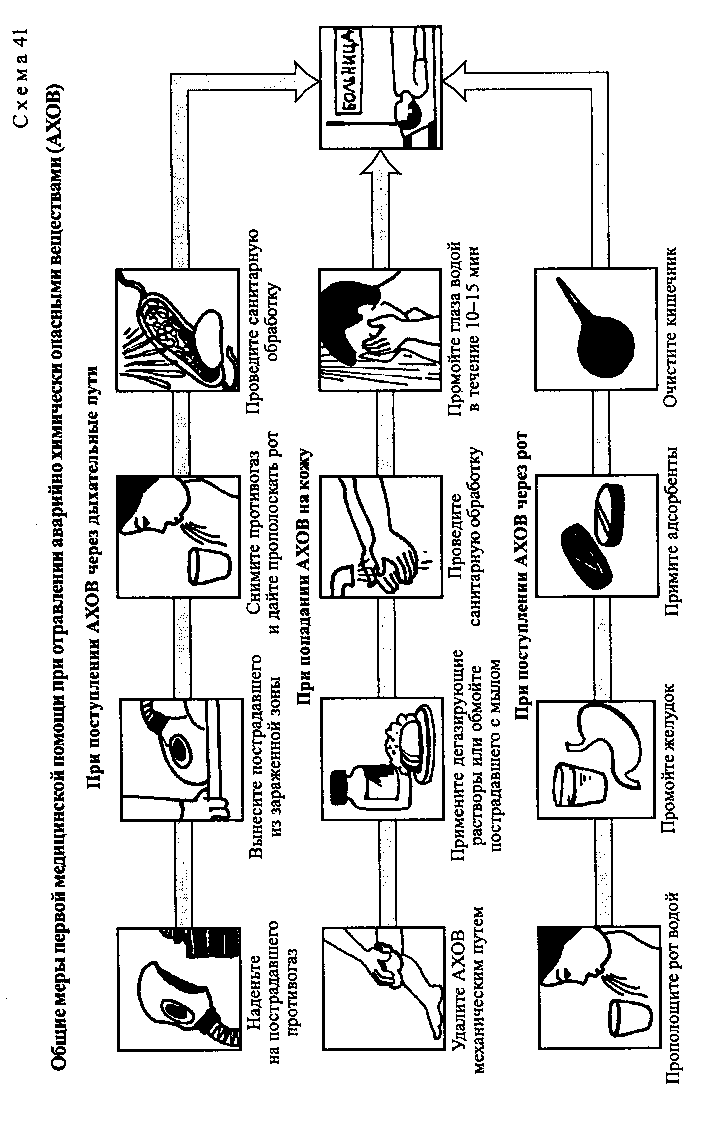 Схема 41
Общие меры первой медицинской помощи при отравлении аварийно химически опасными веществами (АХОВ)
При поступлении АХОВ через дыхательные пути
Наденьте
на пострадавшего
противогаз
Вынесите пострадавшего
из зараженной зоны
Снимите противогаз
и дайте прополоскать рот
Проведите санитарную
обработку
БОЛЬНИЦА
При попадании АХОВ на кожу
Удалите АХОВ
механическим путем
Примените дегазирующие
растворы или обмойте
пострадавшего с мылом
Проведите
санитарную обработку
Промойте глаза водой
в течение 10–15 мин
При поступлении АХОВ через рот
Прополощите рот водой
Промойте желудок
Примите адсорбенты
Очистите кишечник